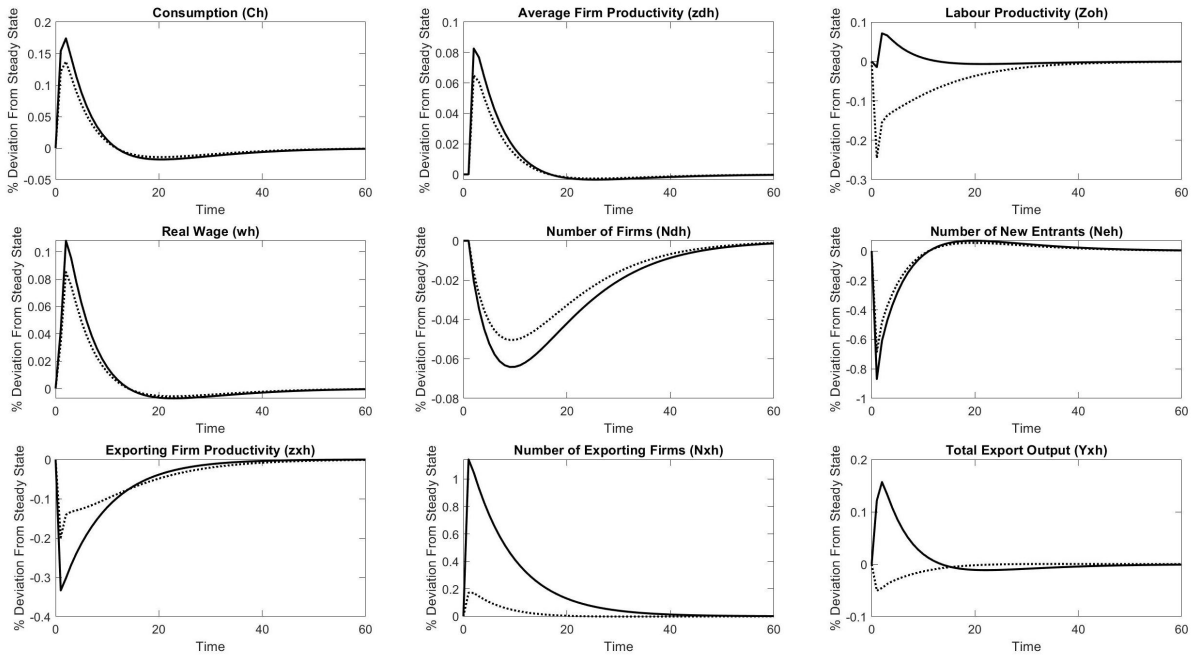 Consumption (Ch)
% Deviation From Steady State
0.2
0.15
0.1
0.05
0
-0.05
0 20 40 60
Time
Average Firm Productivity (zdh)
% Deviation From Steady State
0.1
0.08
0.06
0.04
0.02
0
0 20 40 60
Time
Labour Productivity (Zoh)
% Deviation From Steady State
0.1
0
-0.1
-0.2
-0.3
0 20 40 60
Time
Real Wage (wh)
% Deviation From Steady State
0.1
0.08
0.06
0.04
0.02
0
0 20 40 60
Time
Number of Firms (Ndh)
% Deviation From Steady State
0
-0.02
-0.04
-0.06
-0.08
0 20 40 60
Time
Number of New Entrants (Neh)
% Deviation From Steady State
0
-0.2
-0.4
-0.6
-0.8
-1
0 20 40 60
Time
Exporting Firm Productivity (zxh)
% Deviation From Steady State
0
-0.1
-0.2
-0.3
-0.4
0 20 40 60
Time
Number of Exporting Firms (Nxh)
% Deviation From Steady State
1
0.8
0.6
0.4
0.2
0
0 20 40 60
Time
Total Export Output (Yxh)
% Deviation From Steady State
0.2
0.1
0
-0.1
0 20 40 60
Time